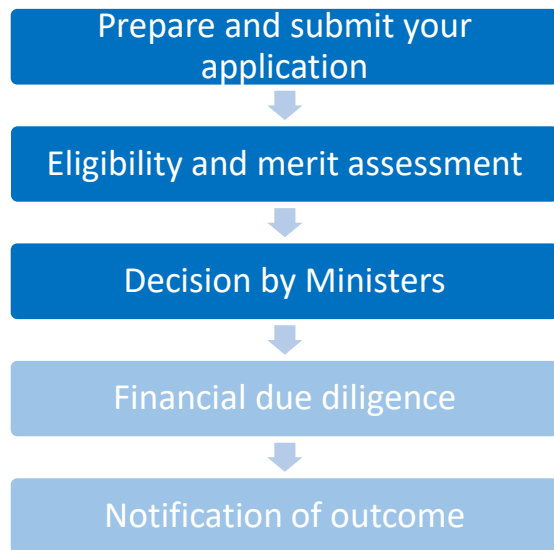 Prepare and submit your
application
Eligibility and merit assessment
Decision by Ministers
Financial due diligence
Notification of outcome